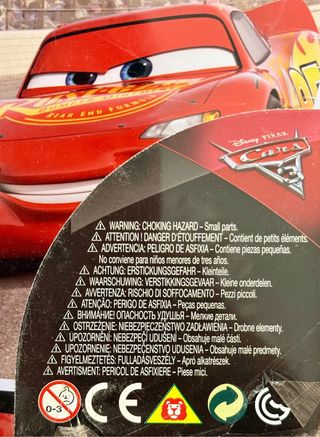 RUST-EZE
REAR END FORMULA
95
Disney·PIXAR
Cars
3
⚠ WARNING: CHOKING HAZARD – Small parts.
⚠ ATTENTION ! DANGER D'ÉTOUFFEMENT – Contient de petits éléments.
⚠ ADVERTENCIA: PELIGRO DE ASFIXIA – Contiene piezas pequeñas.
No conviene para niños menores de tres años.
⚠ ACHTUNG: ERSTICKUNGSGEFAHR – Kleinteile.
⚠ WAARSCHUWING: VERSTIKKINGSGEVAAR – Kleine onderdelen.
⚠ AVVERTENZA: RISCHIO DI SOFFOCAMENTO – Pezzi piccoli.
⚠ ATENÇÃO: PERIGO DE ASFIXIA – Peças pequenas.
⚠ ВНИМАНИЕ! ОПАСНОСТЬ УДУШЬЯ – Мелкие детали.
⚠ OSTRZEŻENIE: NIEBEZPIECZEŃSTWO ZADŁAWIENIA – Drobne elementy.
⚠ UPOZORNĚNÍ: NEBEZPEČÍ UDUŠENÍ – Obsahuje malé části.
⚠ UPOZORNENIE: NEBEZPEČENSTVO UDUSENIA – Obsahuje malé predmety.
⚠ FIGYELMEZTETÉS: FULLADÁSVESZÉLY – Apró alkatrészek.
⚠ AVERTISMENT: PERICOL DE ASFIXIERE – Piese mici.
0-3
CE